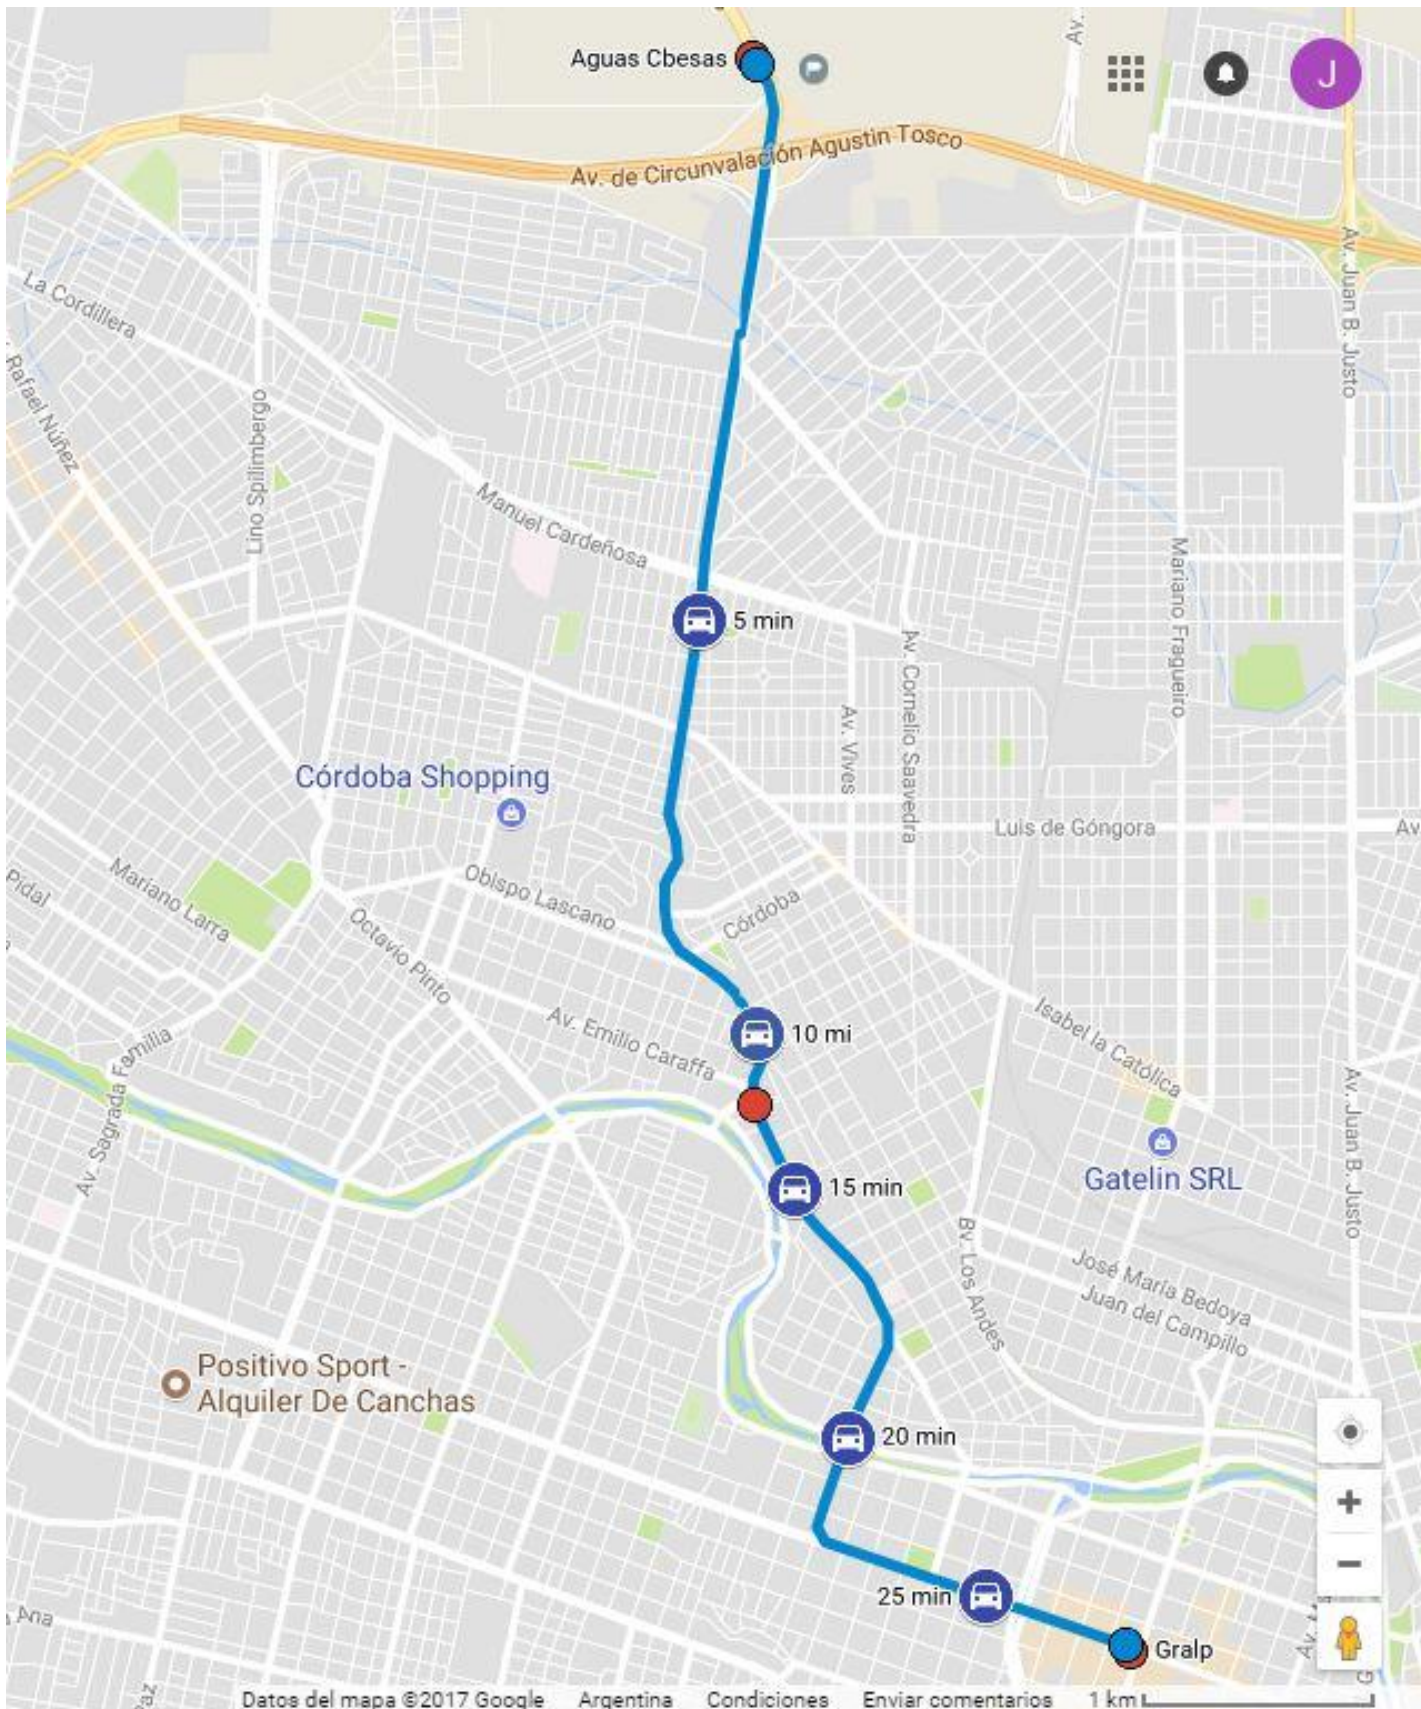 Aguas Cbesas
Av.
J
Av. de Circunvalación Agustín Tosco
La Cordillera
Av. Juan B. Justo
Rafael Núñez
Lino Spilimbergo
Manuel Cardeñosa
Mariano Fragueiro
5 min
Av. Cornelio Saavedra
Av. Vives
Córdoba Shopping
Luis de Góngora
Av
Pidal
Mariano Larra
Obispo Lascano
Córdoba
Octavio Pinto
Av. Emilio Caraffa
10 mi
Isabel la Católica
Av. Sagrada Familia
Av. Juan B. Justo
15 min
Gatelin SRL
Bv. Los Andes
José María Bedoya
Juan del Campillo
Positivo Sport -
Alquiler De Canchas
20 min
25 min
Ana
Gralp
Av.
G
Paz
Datos del mapa ©2017 Google Argentina Condiciones Enviar comentarios 1 km